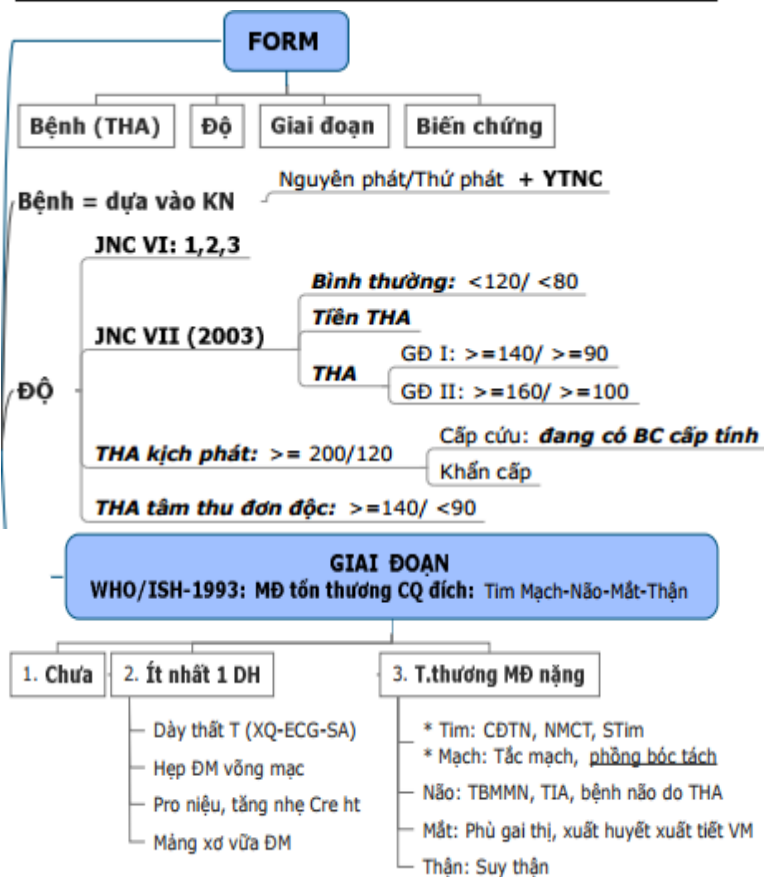 FORM
Bệnh (THA)
Độ
Giai đoạn
Biến chứng
Bệnh = dựa vào KN
Nguyên phát/Thứ phát + YTNC
ĐỘ
JNC VI: 1,2,3
JNC VII (2003)
Bình thường: <120/ <80
Tiền THA
THA
GĐ I: >=140/ >=90
GĐ II: >=160/ >=100
THA kịch phát: >= 200/120
Cấp cứu: đang có BC cấp tính
Khẩn cấp
THA tâm thu đơn độc: >=140/ <90
GIAI ĐOẠN
WHO/ISH-1993: MĐ tổn thương CQ đích: Tim Mạch-Não-Mắt-Thận
1. Chưa
2. Ít nhất 1 DH
Dày thất T (XQ-ECG-SA)
Hẹp ĐM võng mạc
Pro niệu, tăng nhẹ Cre ht
Mảng xơ vữa ĐM
3. T.thương MĐ nặng
* Tim: CĐTN, NMCT, STim
* Mạch: Tắc mạch, phồng bóc tách
Não: TBMMN, TIA, bệnh não do THA
Mắt: Phù gai thị, xuất huyết xuất tiết VM
Thận: Suy thận